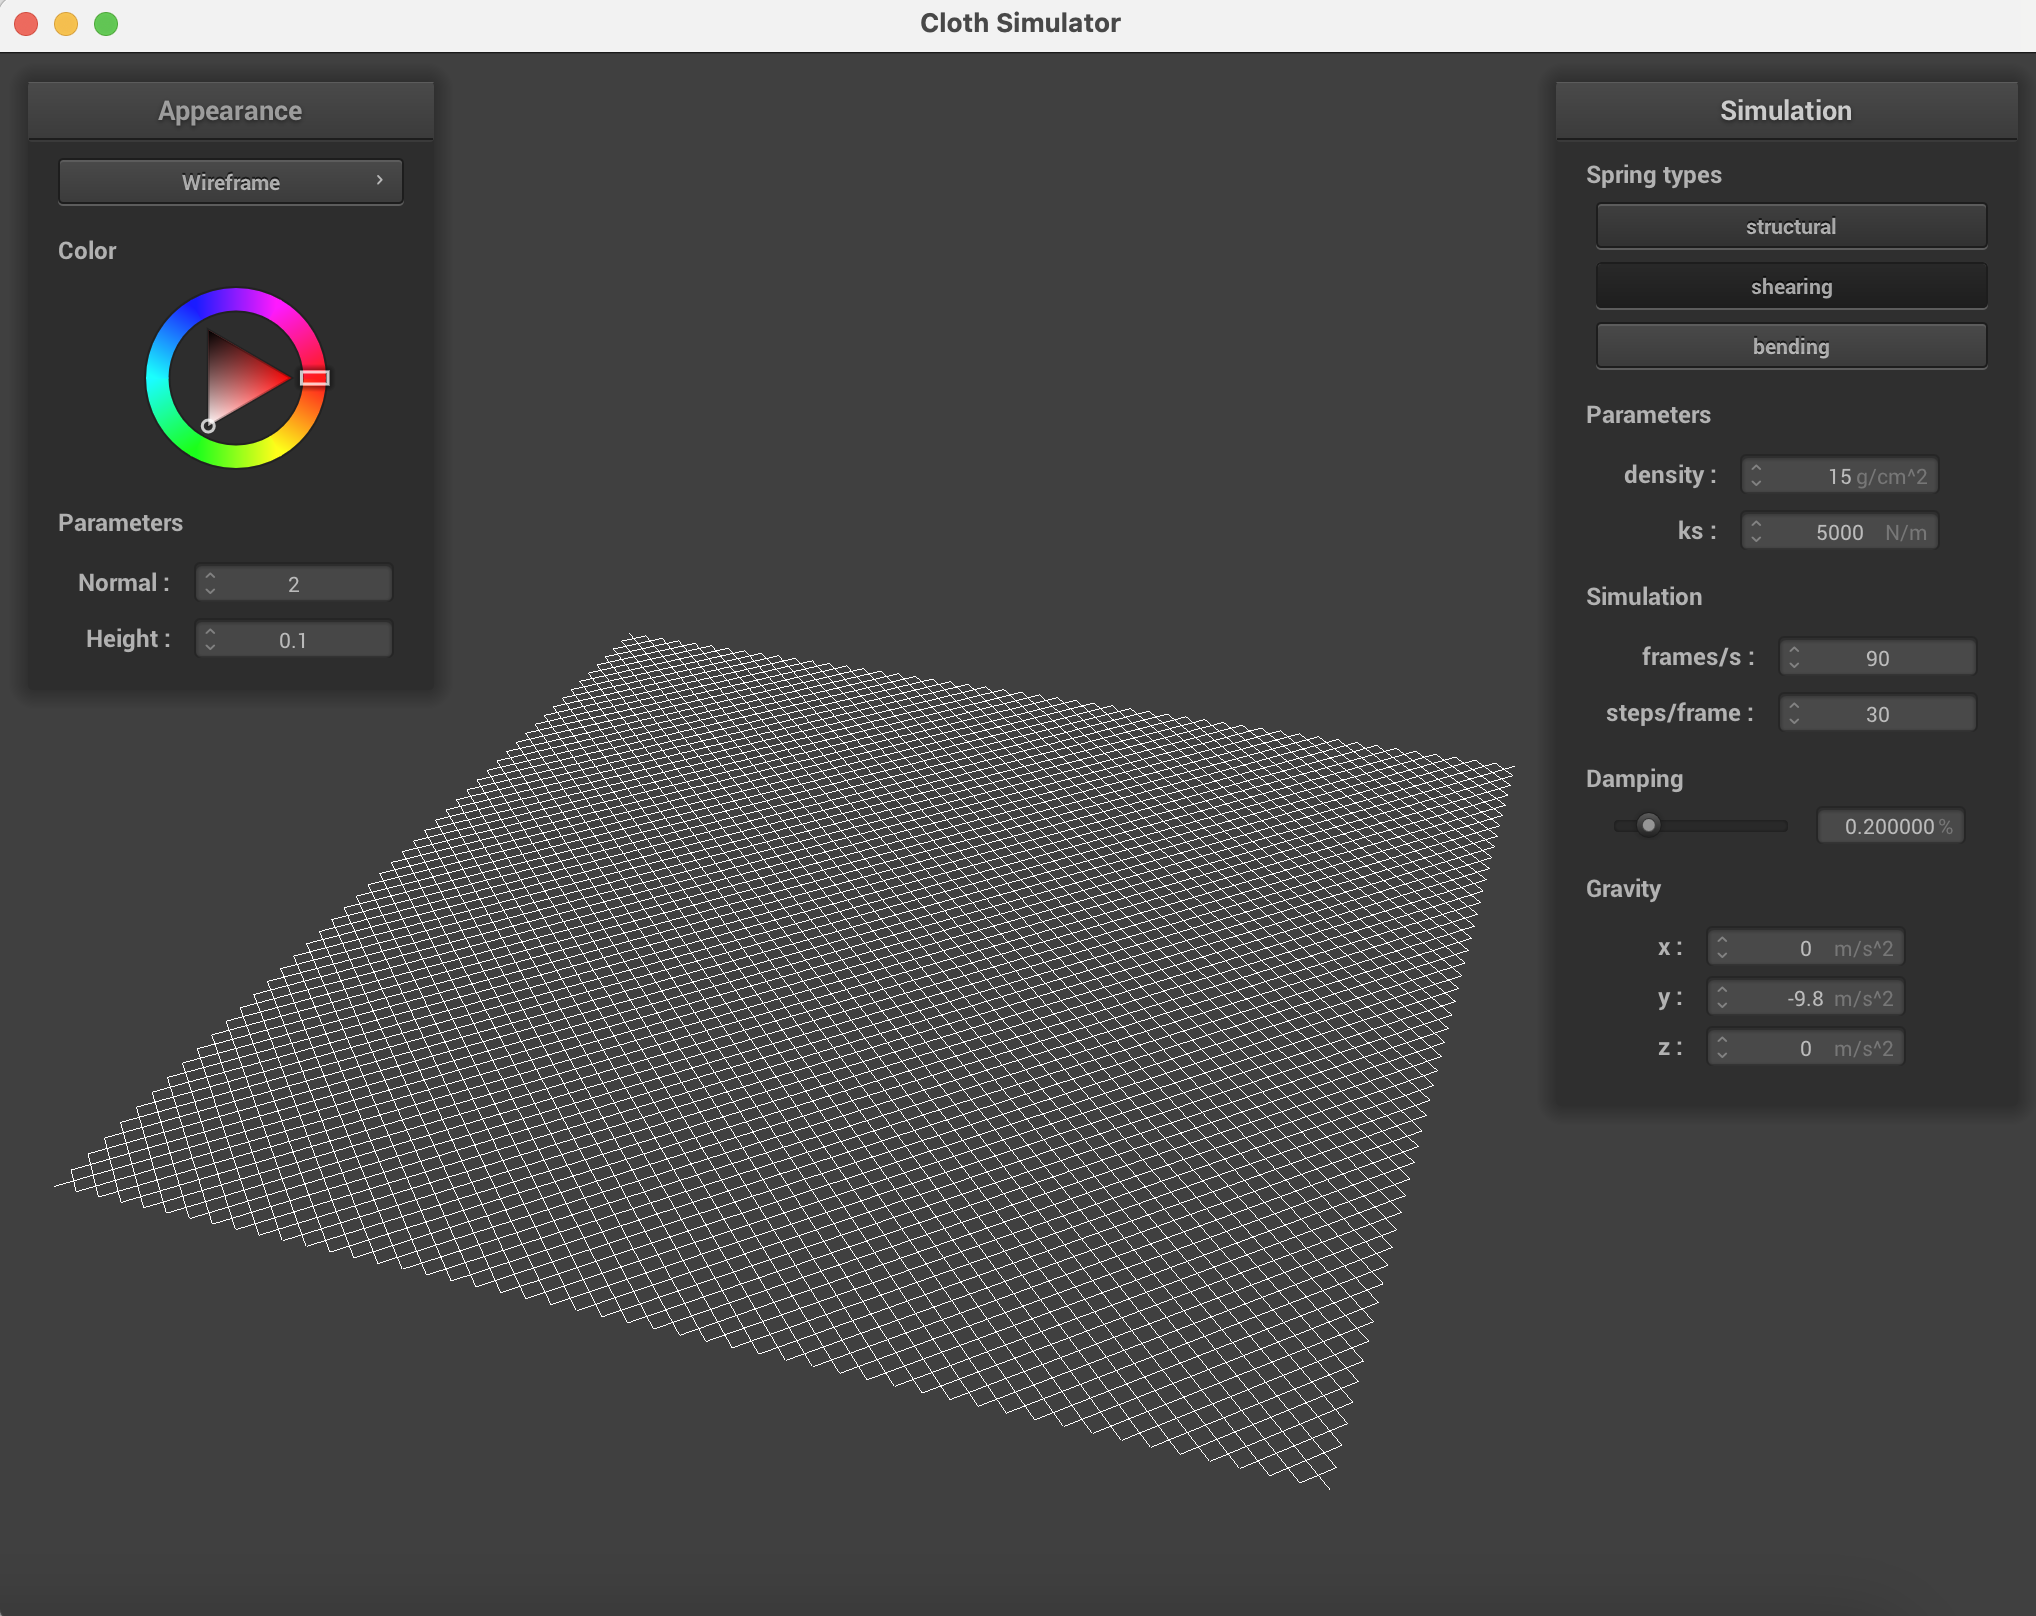 Cloth Simulator
Appearance
Wireframe
Color
Parameters
Normal : 2
Height : 0.1
Simulation
Spring types
structural
shearing
bending
Parameters
density : 15 g/cm^2
ks : 5000 N/m
Simulation
frames/s : 90
steps/frame : 30
Damping
0.200000 %
Gravity
x : 0 m/s^2
y : -9.8 m/s^2
z : 0 m/s^2